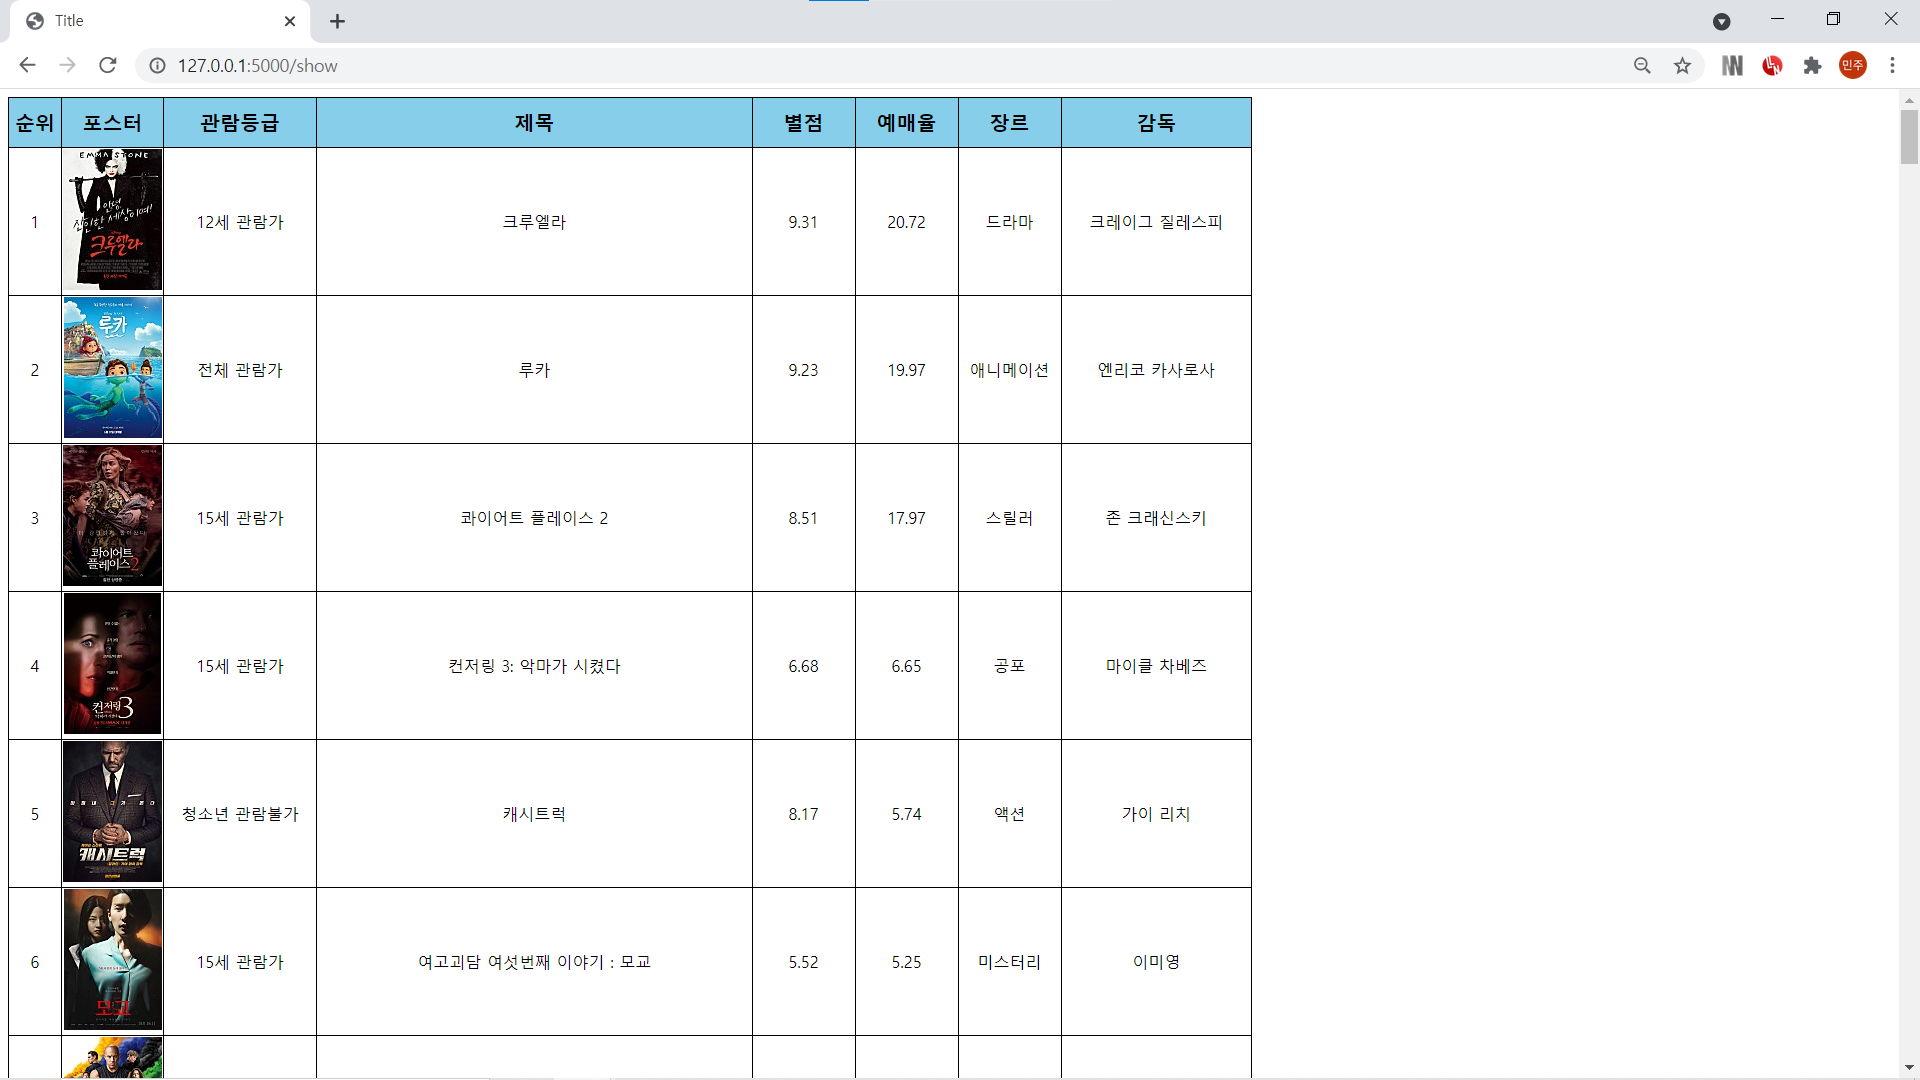 Title
127.0.0.1:5000/show
민주
순위 포스터 관람등급 제목 별점 예매율 장르 감독
EMMA STONE
안녕
잔인한 세상이여!
크루엘라
1 12세 관람가 크루엘라 9.31 20.72 드라마 크레이그 질레스피
루카
2 전체 관람가 루카 9.23 19.97 애니메이션 엔리코 카사로사
콰이어트
플레이스2
3 15세 관람가 콰이어트 플레이스 2 8.51 17.97 스릴러 존 크래신스키
컨저링3
4 15세 관람가 컨저링 3: 악마가 시켰다 6.68 6.65 공포 마이클 차베즈
캐시트럭
5 청소년 관람불가 캐시트럭 8.17 5.74 액션 가이 리치
모교
6 15세 관람가 여고괴담 여섯번째 이야기 : 모교 5.52 5.25 미스터리 이미영